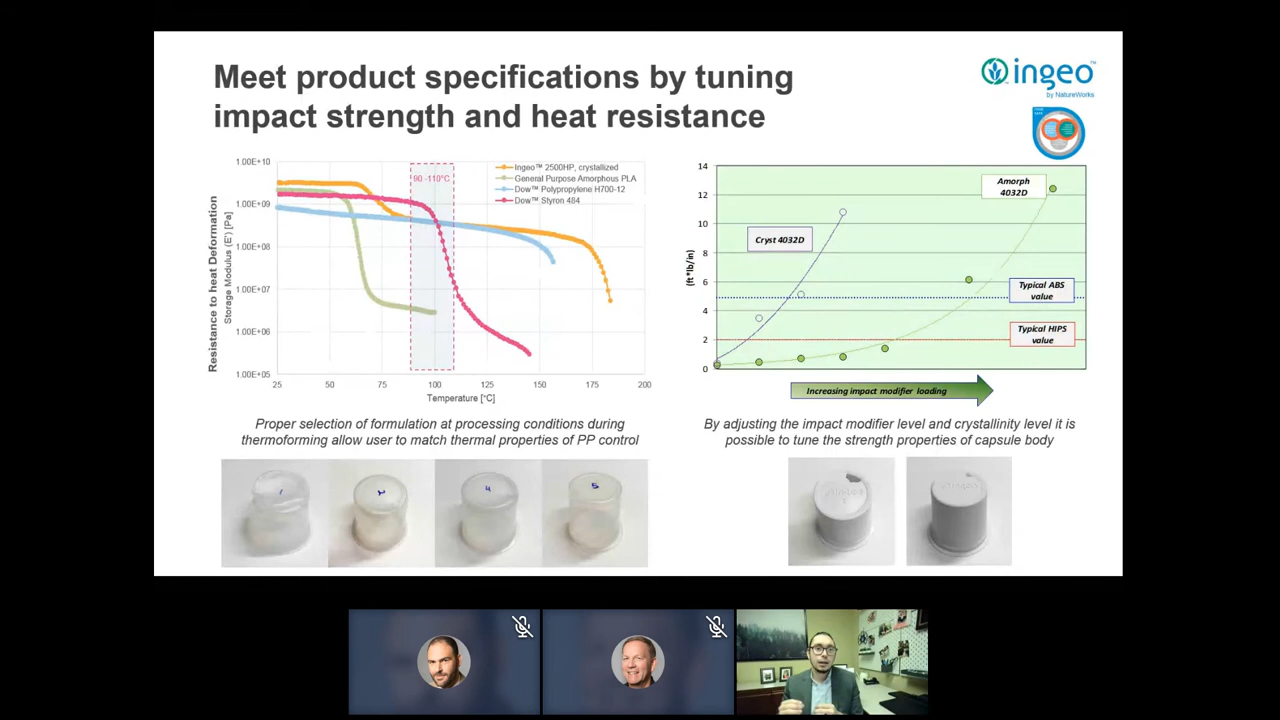 Meet product specifications by tuning
impact strength and heat resistance
ingeo™
by NatureWorks
1.00E+10
1.00E+09
1.00E+08
1.00E+07
1.00E+06
1.00E+05
Resistance to heat Deformation
Storage Modulus (E') [Pa]
25 50 75 100 125 150 175 200
Temperature [°C]
90 -110°C
Ingeo™ 2500HP, crystallized
General Purpose Amorphous PLA
Dow™ Polypropylene H700-12
Dow™ Styron 484
14
12
10
8
6
4
2
0
(ft*lb/in)
Amorph
4032D
Cryst 4032D
Typical ABS
value
Typical HIPS
value
Increasing impact modifier loading
Proper selection of formulation at processing conditions during
thermoforming allow user to match thermal properties of PP control
By adjusting the impact modifier level and crystallinity level it is
possible to tune the strength properties of capsule body
1
2
4
5